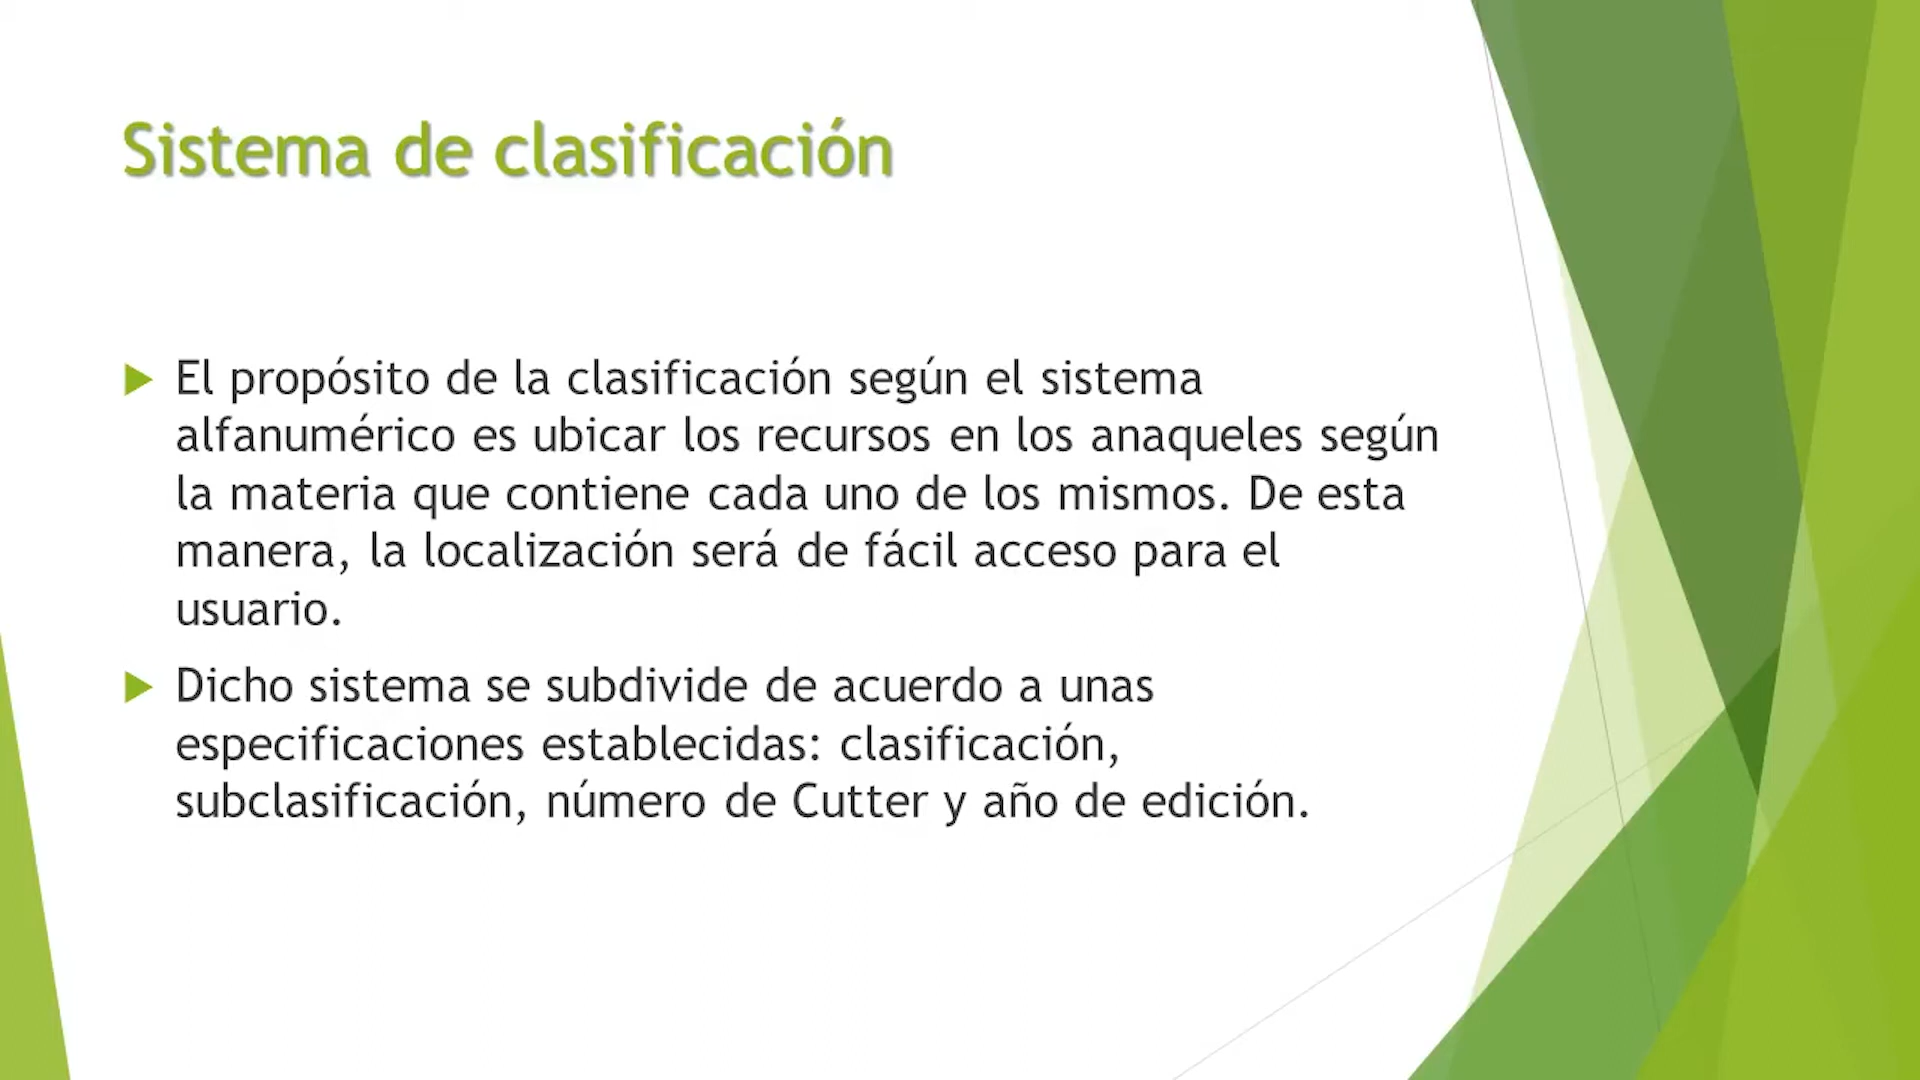 Sistema de clasificación
El propósito de la clasificación según el sistema
alfanumérico es ubicar los recursos en los anaqueles según
la materia que contiene cada uno de los mismos. De esta
manera, la localización será de fácil acceso para el
usuario.
Dicho sistema se subdivide de acuerdo a unas
especificaciones establecidas: clasificación,
subclasificación, número de Cutter y año de edición.